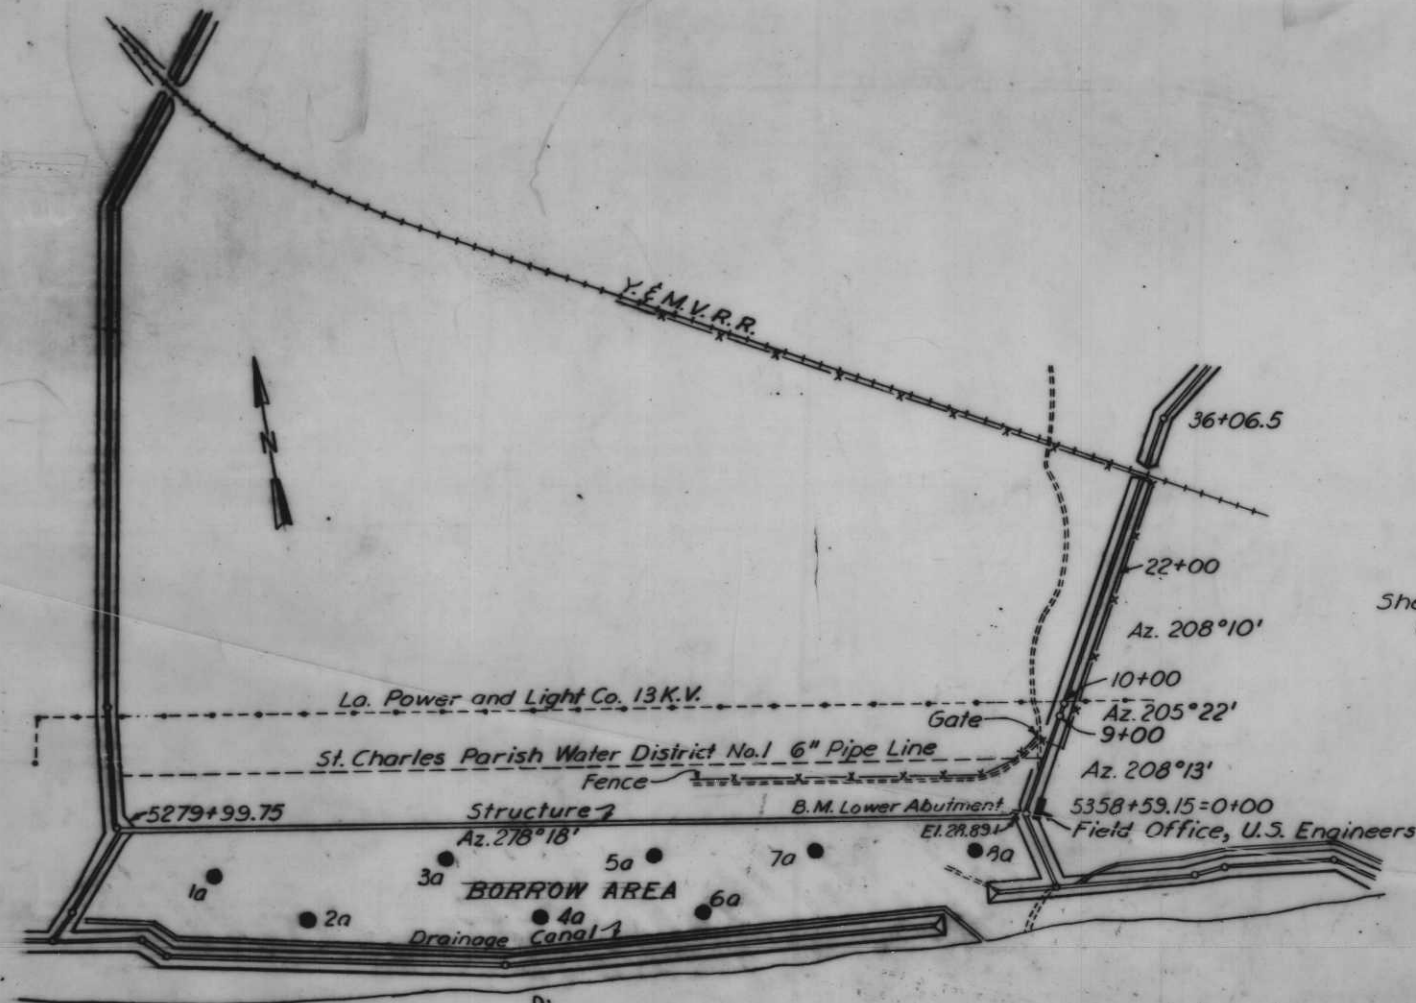 Y. & M.V. R.R.
N
36+06.5
22+00
Az. 208°10'
La. Power and Light Co. 13 K.V.
10+00
Az. 205°22'
Gate
9+00
St. Charles Parish Water District No.1 6" Pipe Line
Fence
Az. 208°13'
5279+99.75
Structure
B.M. Lower Abutment
El. 28.891
5358+59.15=0+00
Field Office, U.S. Engineers
Az. 278°18'
1a
2a
3a
4a
5a
6a
7a
8a
BORROW AREA
Drainage Canal